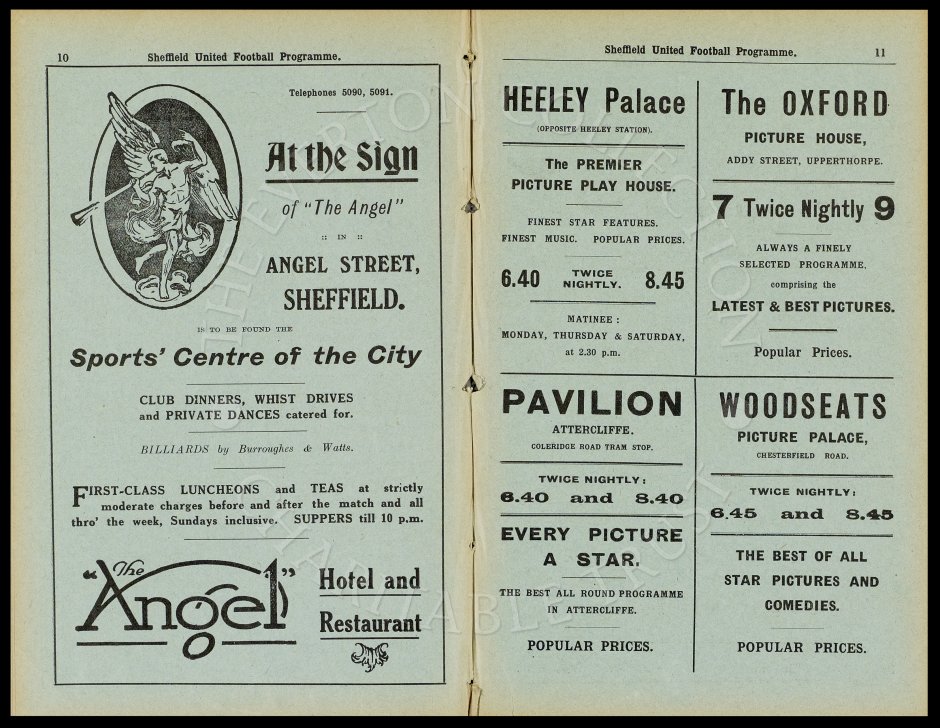 10
Sheffield United Football Programme.
Telephones 5090, 5091.
At the Sign
of "The Angel"
:: IN ::
ANGEL STREET,
SHEFFIELD.
IS TO BE FOUND THE
Sports' Centre of the City
CLUB DINNERS, WHIST DRIVES
and PRIVATE DANCES catered for.
BILLIARDS by Burroughes & Watts.
FIRST-CLASS LUNCHEONS and TEAS at strictly
moderate charges before and after the match and all
thro' the week, Sundays inclusive. SUPPERS till 10 p.m.
"The
Angel"
Hotel and
Restaurant
Sheffield United Football Programme.
11
HEELEY Palace
(OPPOSITE HEELEY STATION).
The PREMIER
PICTURE PLAY HOUSE.
FINEST STAR FEATURES.
FINEST MUSIC. POPULAR PRICES.
6.40 TWICE NIGHTLY. 8.45
MATINEE :
MONDAY, THURSDAY & SATURDAY,
at 2.30 p.m.
The OXFORD
PICTURE HOUSE,
ADDY STREET, UPPERTHORPE.
7 Twice Nightly 9
ALWAYS A FINELY
SELECTED PROGRAMME,
comprising the
LATEST & BEST PICTURES.
Popular Prices.
PAVILION
ATTERCLIFFE.
COLERIDGE ROAD TRAM STOP.
TWICE NIGHTLY:
6.40 and 8.40
EVERY PICTURE
A STAR.
THE BEST ALL ROUND PROGRAMME
IN ATTERCLIFFE.
POPULAR PRICES.
WOODSEATS
PICTURE PALACE,
CHESTERFIELD ROAD.
TWICE NIGHTLY:
6.45 and 8.45
THE BEST OF ALL
STAR PICTURES AND
COMEDIES.
POPULAR PRICES.
THE EVERTON COLLECTION
CHARITABLE TRUST